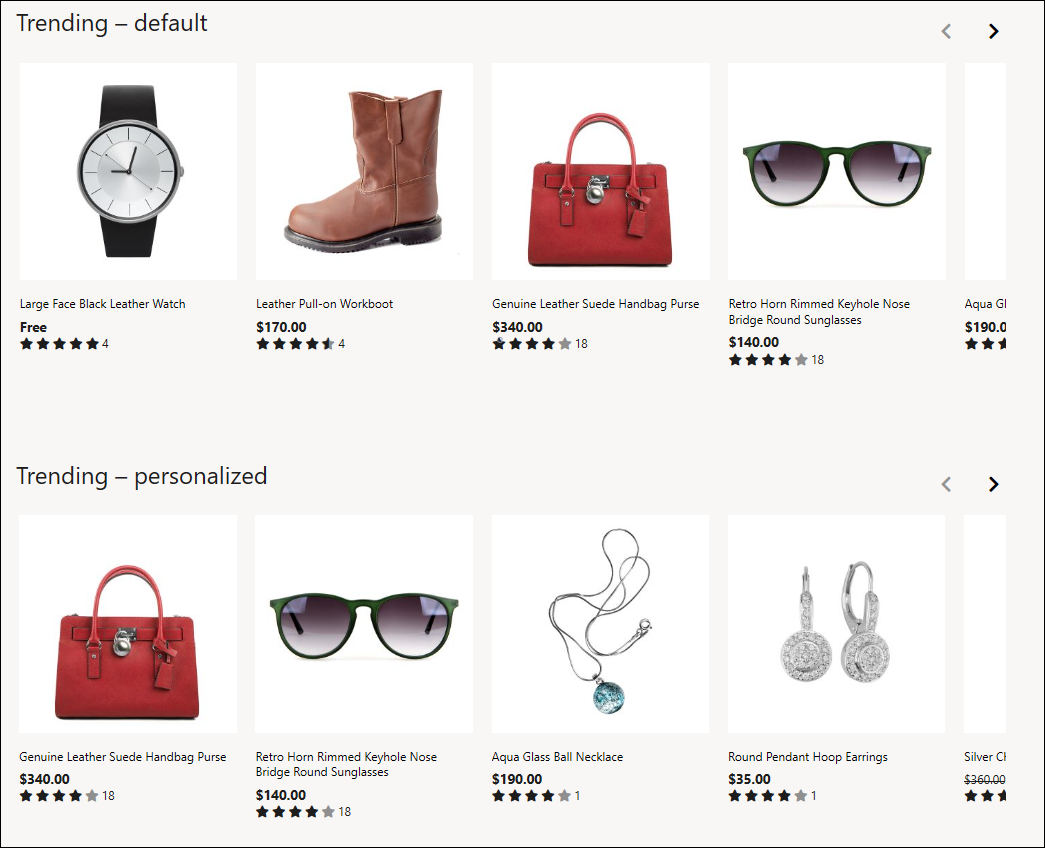 Trending – default
Large Face Black Leather Watch
Free
4
Leather Pull-on Workboot
$170.00
4
Genuine Leather Suede Handbag Purse
$340.00
18
Retro Horn Rimmed Keyhole Nose
Bridge Round Sunglasses
$140.00
18
Aqua Gl
$190.0
Trending – personalized
Genuine Leather Suede Handbag Purse
$340.00
18
Retro Horn Rimmed Keyhole Nose
Bridge Round Sunglasses
$140.00
18
Aqua Glass Ball Necklace
$190.00
1
Round Pendant Hoop Earrings
$35.00
1
Silver Ch
$360.00